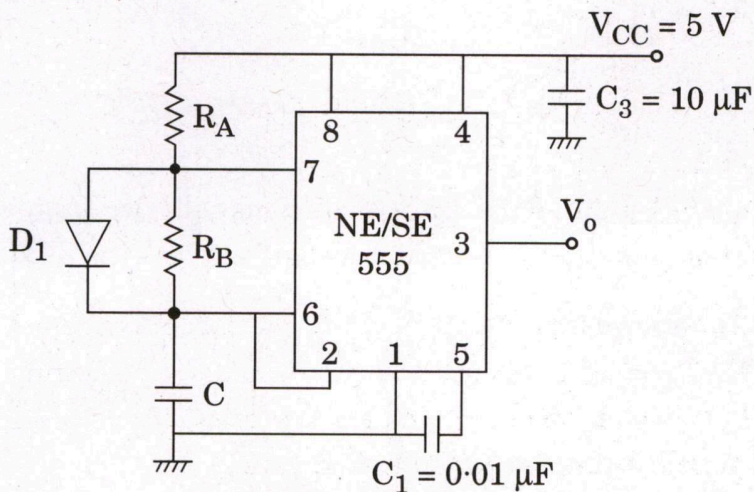 V_CC = 5 V
C_3 = 10 µF
R_A
8
4
7
D_1
R_B
NE/SE
555
3
V_o
6
2
1
5
C
C_1 = 0·01 µF